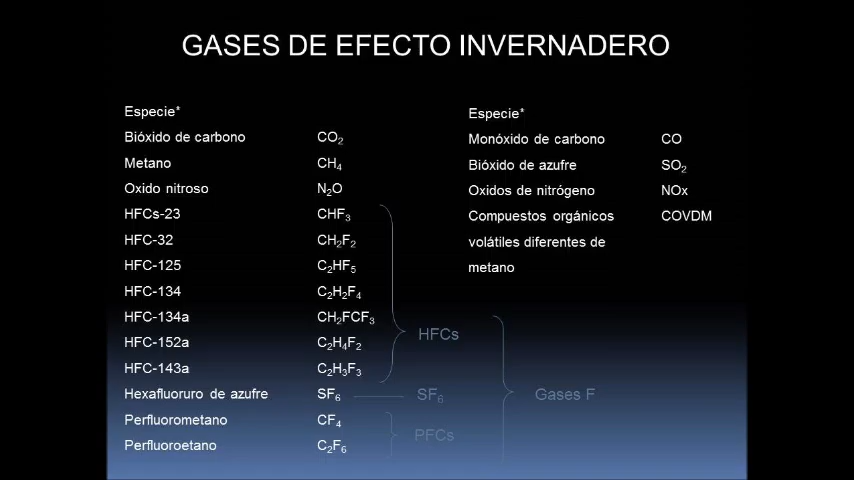 GASES DE EFECTO INVERNADERO
Especie*
Bióxido de carbono CO₂
Metano CH₄
Oxido nitroso N₂O
HFCs-23 CHF₃
HFC-32 CH₂F₂
HFC-125 C₂HF₅
HFC-134 C₂H₂F₄
HFC-134a CH₂FCF₃
HFC-152a C₂H₄F₂
HFC-143a C₂H₃F₃
Hexafluoruro de azufre SF₆
Perfluorometano CF₄
Perfluoroetano C₂F₆
HFCs
SF₆
PFCs
Gases F
Especie*
Monóxido de carbono CO
Bióxido de azufre SO₂
Oxidos de nitrógeno NOx
Compuestos orgánicos COVDM
volátiles diferentes de
metano